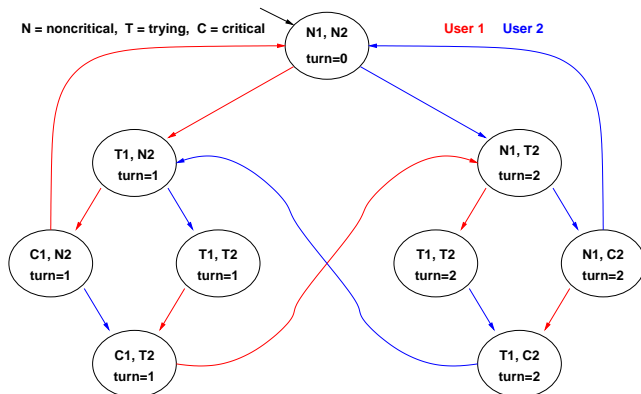 N = noncritical, T = trying, C = critical
User 1 User 2
N1, N2
turn=0
T1, N2
turn=1
N1, T2
turn=2
C1, N2
turn=1
T1, T2
turn=1
T1, T2
turn=2
N1, C2
turn=2
C1, T2
turn=1
T1, C2
turn=2